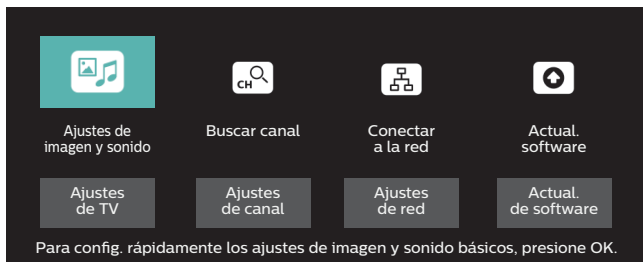 CH
Ajustes de
imagen y sonido
Buscar canal
Conectar
a la red
Actual.
software
Ajustes
de TV
Ajustes
de canal
Ajustes
de red
Actual.
de software
Para config. rápidamente los ajustes de imagen y sonido básicos, presione OK.